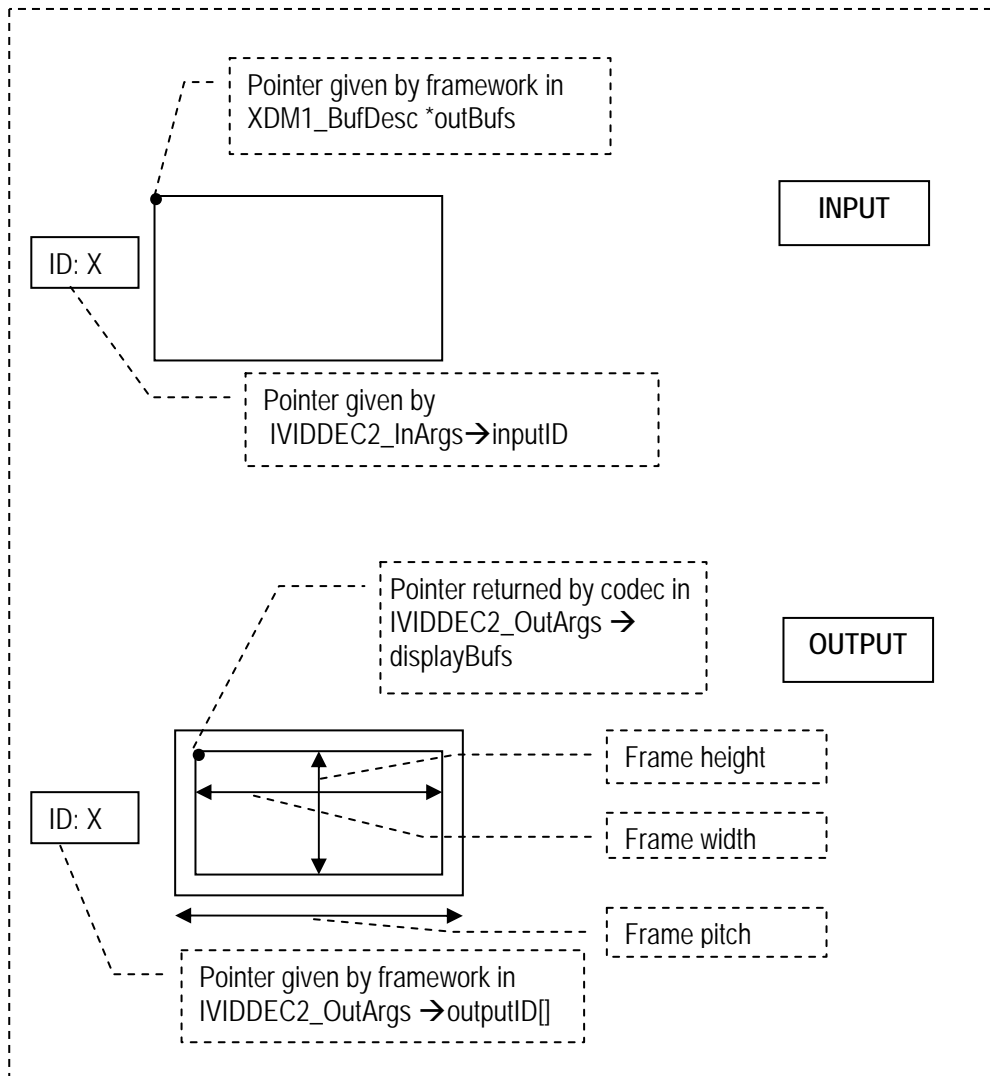 Pointer given by framework in
XDM1_BufDesc *outBufs
INPUT
ID: X
Pointer given by
IVIDDEC2_InArgs→inputID
Pointer returned by codec in
IVIDDEC2_OutArgs →
displayBufs
OUTPUT
Frame height
ID: X
Frame width
Frame pitch
Pointer given by framework in
IVIDDEC2_OutArgs →outputID[]